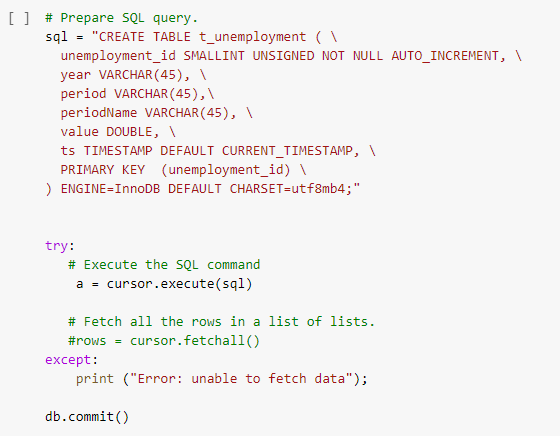 [ ] # Prepare SQL query.
sql = "CREATE TABLE t_unemployment ( \
  unemployment_id SMALLINT UNSIGNED NOT NULL AUTO_INCREMENT, \
  year VARCHAR(45), \
  period VARCHAR(45),\
  periodName VARCHAR(45), \
  value DOUBLE, \
  ts TIMESTAMP DEFAULT CURRENT_TIMESTAMP, \
  PRIMARY KEY  (unemployment_id) \
) ENGINE=InnoDB DEFAULT CHARSET=utf8mb4;"
try:
   # Execute the SQL command
    a = cursor.execute(sql)
   # Fetch all the rows in a list of lists.
   #rows = cursor.fetchall()
except:
    print ("Error: unable to fetch data");
db.commit()